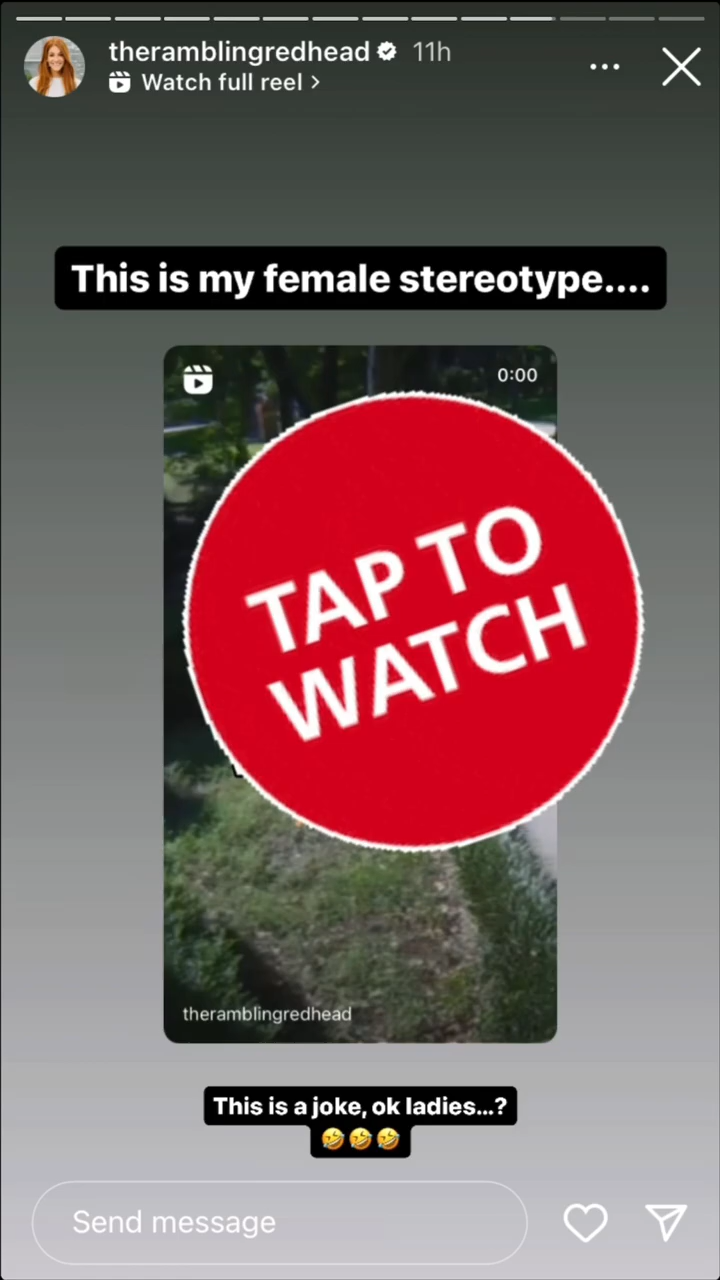 theramblingredhead 11h
Watch full reel >
This is my female stereotype....
0:00
TAP TO
WATCH
theramblingredhead
This is a joke, ok ladies...?
🤣🤣🤣
Send message